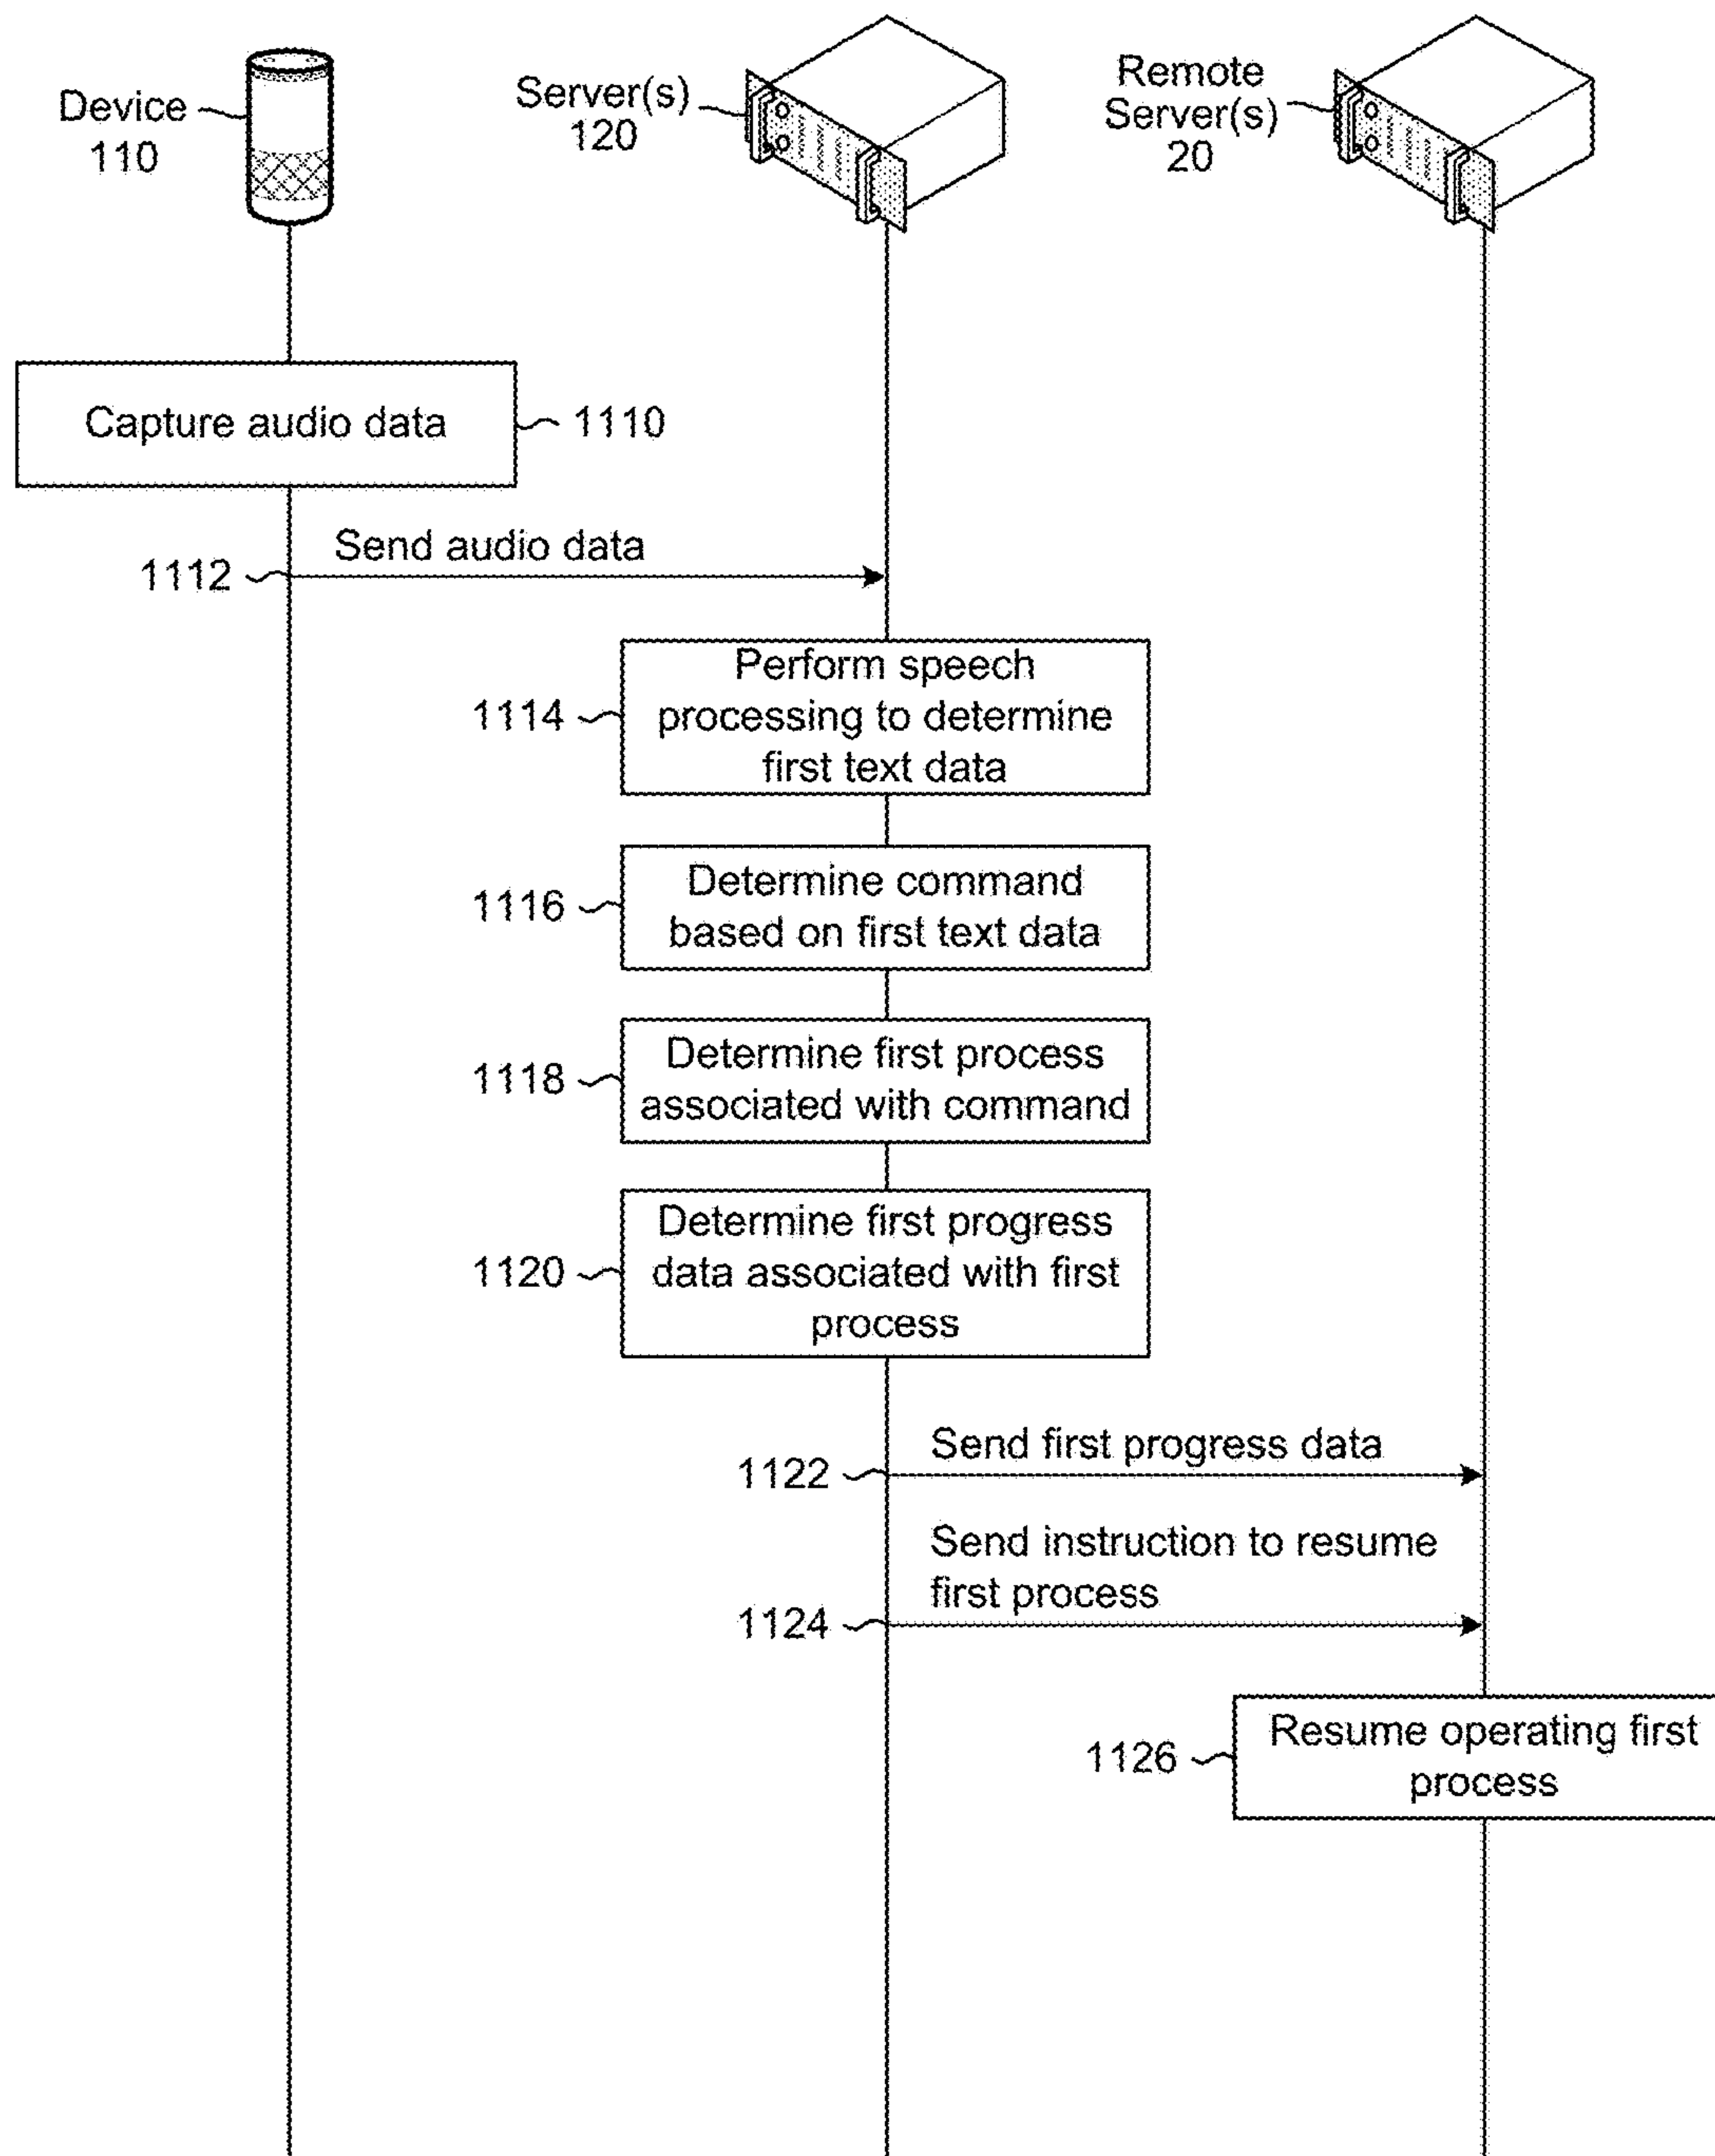 Device
110
Server(s)
120
Remote
Server(s)
20
Capture audio data
1110
Send audio data
1112
Perform speech
processing to determine
first text data
1114
Determine command
based on first text data
1116
Determine first process
associated with command
1118
Determine first progress
data associated with first
process
1120
Send first progress data
1122
Send instruction to resume
first process
1124
Resume operating first
process
1126